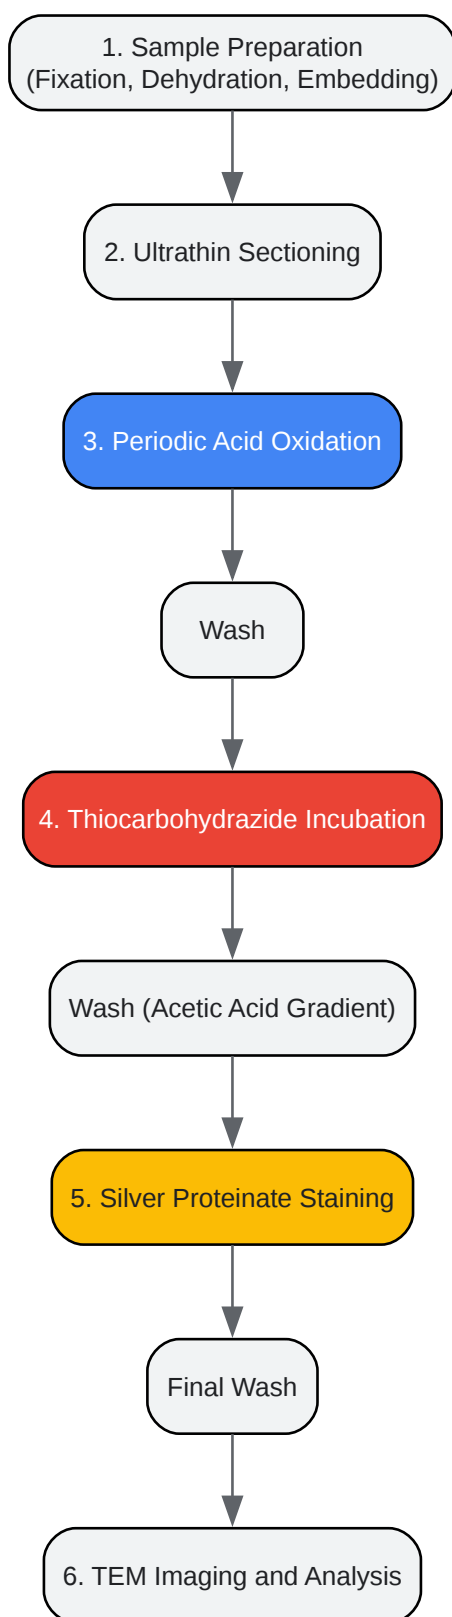 1. Sample Preparation
(Fixation, Dehydration, Embedding)
2. Ultrathin Sectioning
3. Periodic Acid Oxidation
Wash
4. Thiocarbohydrazide Incubation
Wash (Acetic Acid Gradient)
5. Silver Proteinate Staining
Final Wash
6. TEM Imaging and Analysis